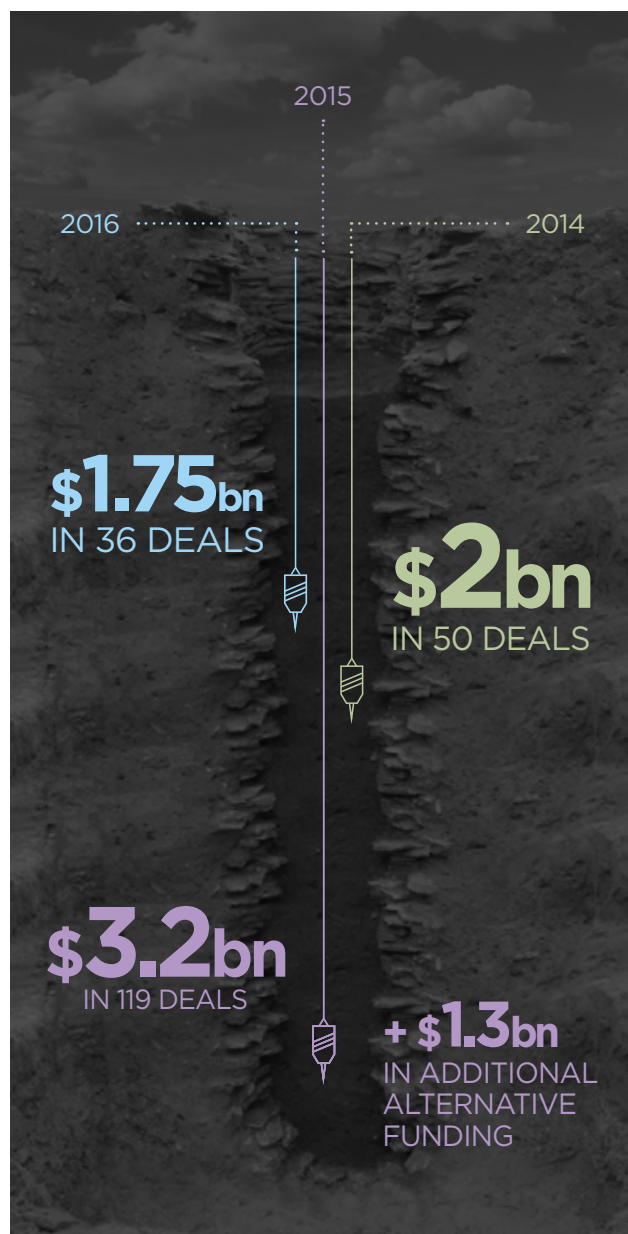 2015
2016
2014
$1.75bn
IN 36 DEALS
$2bn
IN 50 DEALS
$3.2bn
IN 119 DEALS
+ $1.3bn
IN ADDITIONAL
ALTERNATIVE
FUNDING